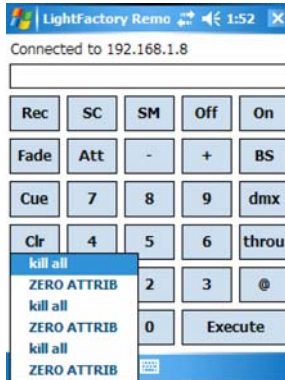 LightFactory Remo 1:52
Connected to 192.168.1.8
Rec SC SM Off On
Fade Att - + BS
Cue 7 8 9 dmx
Clr 4 5 6 throu
kill all
ZERO ATTRIB 2 3 @
kill all
ZERO ATTRIB 0 Execute
kill all
ZERO ATTRIB